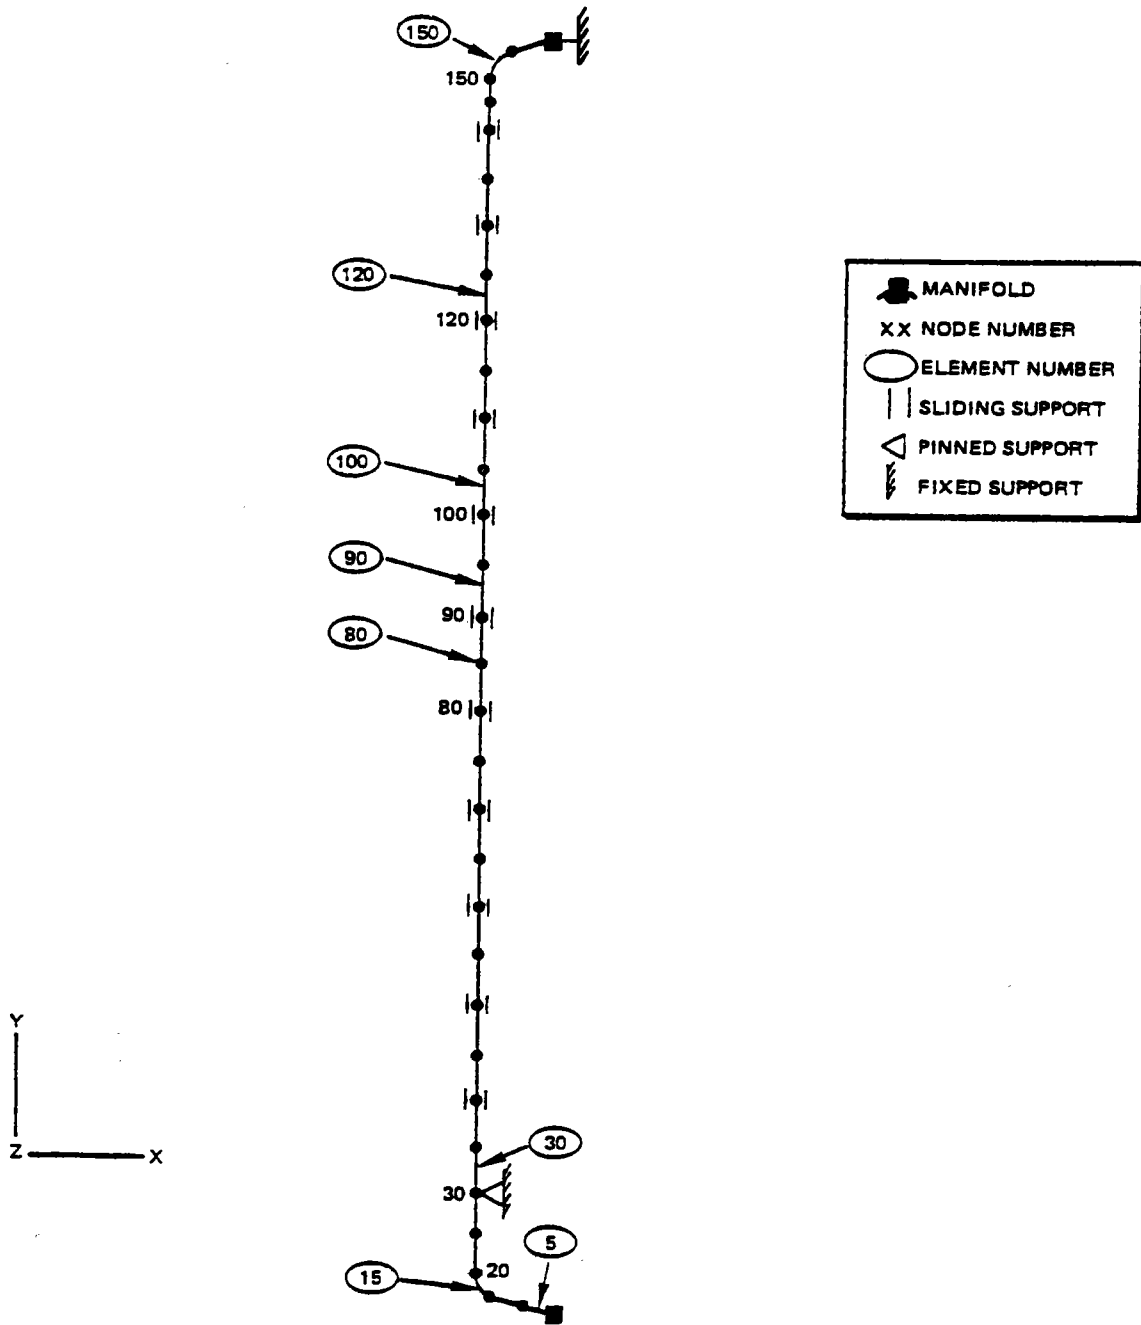 150
150
120
120
100
100
90
90
80
80
30
30
5
20
15
Y
Z
X
MANIFOLD
XX NODE NUMBER
ELEMENT NUMBER
SLIDING SUPPORT
PINNED SUPPORT
FIXED SUPPORT